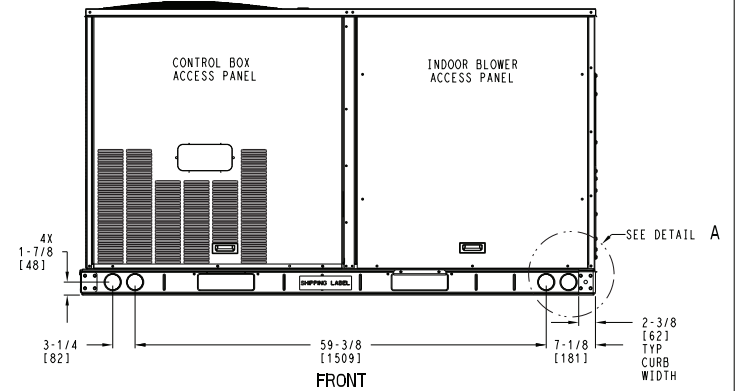 CONTROL BOX
ACCESS PANEL
INDOOR BLOWER
ACCESS PANEL
4X
1-7/8
[48]
SEE DETAIL A
SHIPPING LABEL
3-1/4
[82]
59-3/8
[1509]
7-1/8
[181]
2-3/8
[62]
TYP
CURB
WIDTH
FRONT